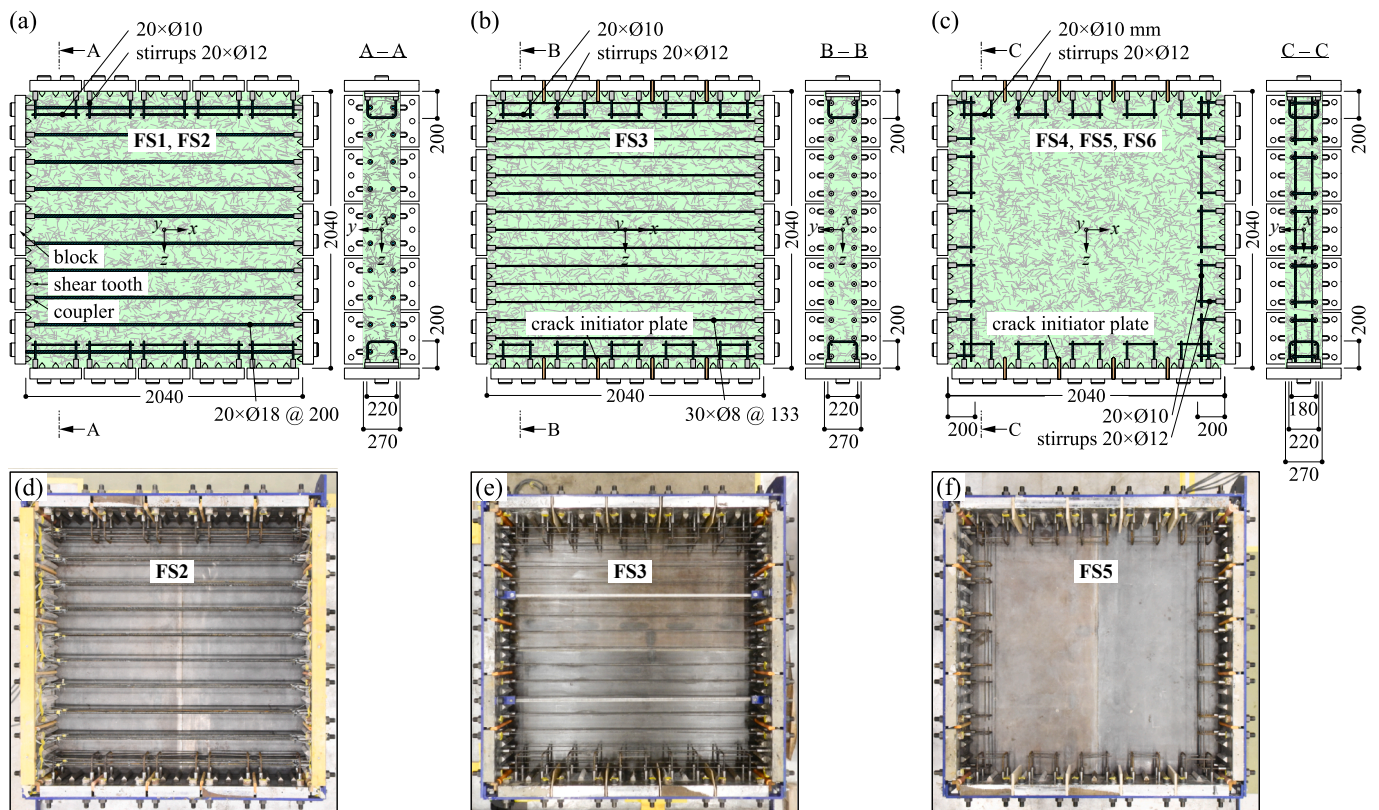 (a)
A
20×Ø10
stirrups 20×Ø12
A – A
200
FS1, FS2
2040
y
x
z
y
x
z
block
shear tooth
coupler
200
2040
220
20×Ø18 @ 200
270
A
(b)
B
20×Ø10
stirrups 20×Ø12
B – B
200
FS3
2040
y
x
z
y
x
z
crack initiator plate
200
2040
220
30×Ø8 @ 133
270
B
(c)
C
20×Ø10 mm
stirrups 20×Ø12
C – C
200
FS4, FS5, FS6
2040
y
x
z
y
x
z
crack initiator plate
200
2040
180
20×Ø10
200
C
stirrups 20×Ø12
200
220
270
(d)
FS2
(e)
FS3
(f)
FS5